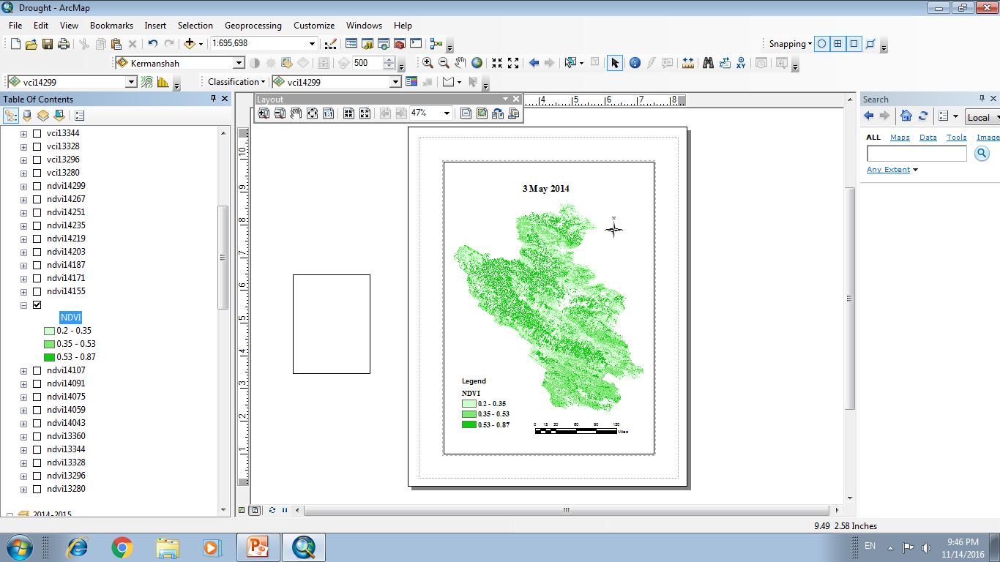 Drought - ArcMap
File Edit View Bookmarks Insert Selection Geoprocessing Customize Windows Help
1:695,698
Snapping
Kermanshah
500
vci14299
Classification
vci14299
Table Of Contents
vci13344
vci13328
vci13296
vci13280
ndvi14299
ndvi14267
ndvi14251
ndvi14235
ndvi14219
ndvi14203
ndvi14187
ndvi14171
ndvi14155
NDVI
0.2 - 0.35
0.35 - 0.53
0.53 - 0.87
ndvi14107
ndvi14091
ndvi14075
ndvi14059
ndvi14043
ndvi13360
ndvi13344
ndvi13328
ndvi13296
ndvi13280
2014-2015
Layout
47%
1:1
4 5 6 7 8
10
9
8
7
6
5
4
3
2
1
3 May 2014
N
Legend
NDVI
0.2 - 0.35
0.35 - 0.53
0.53 - 0.87
0 15 30 60 90 120
Miles
Search
Local
ALL Maps Data Tools Image
Any Extent
9.49 2.58 Inches
EN
9:46 PM
11/14/2016